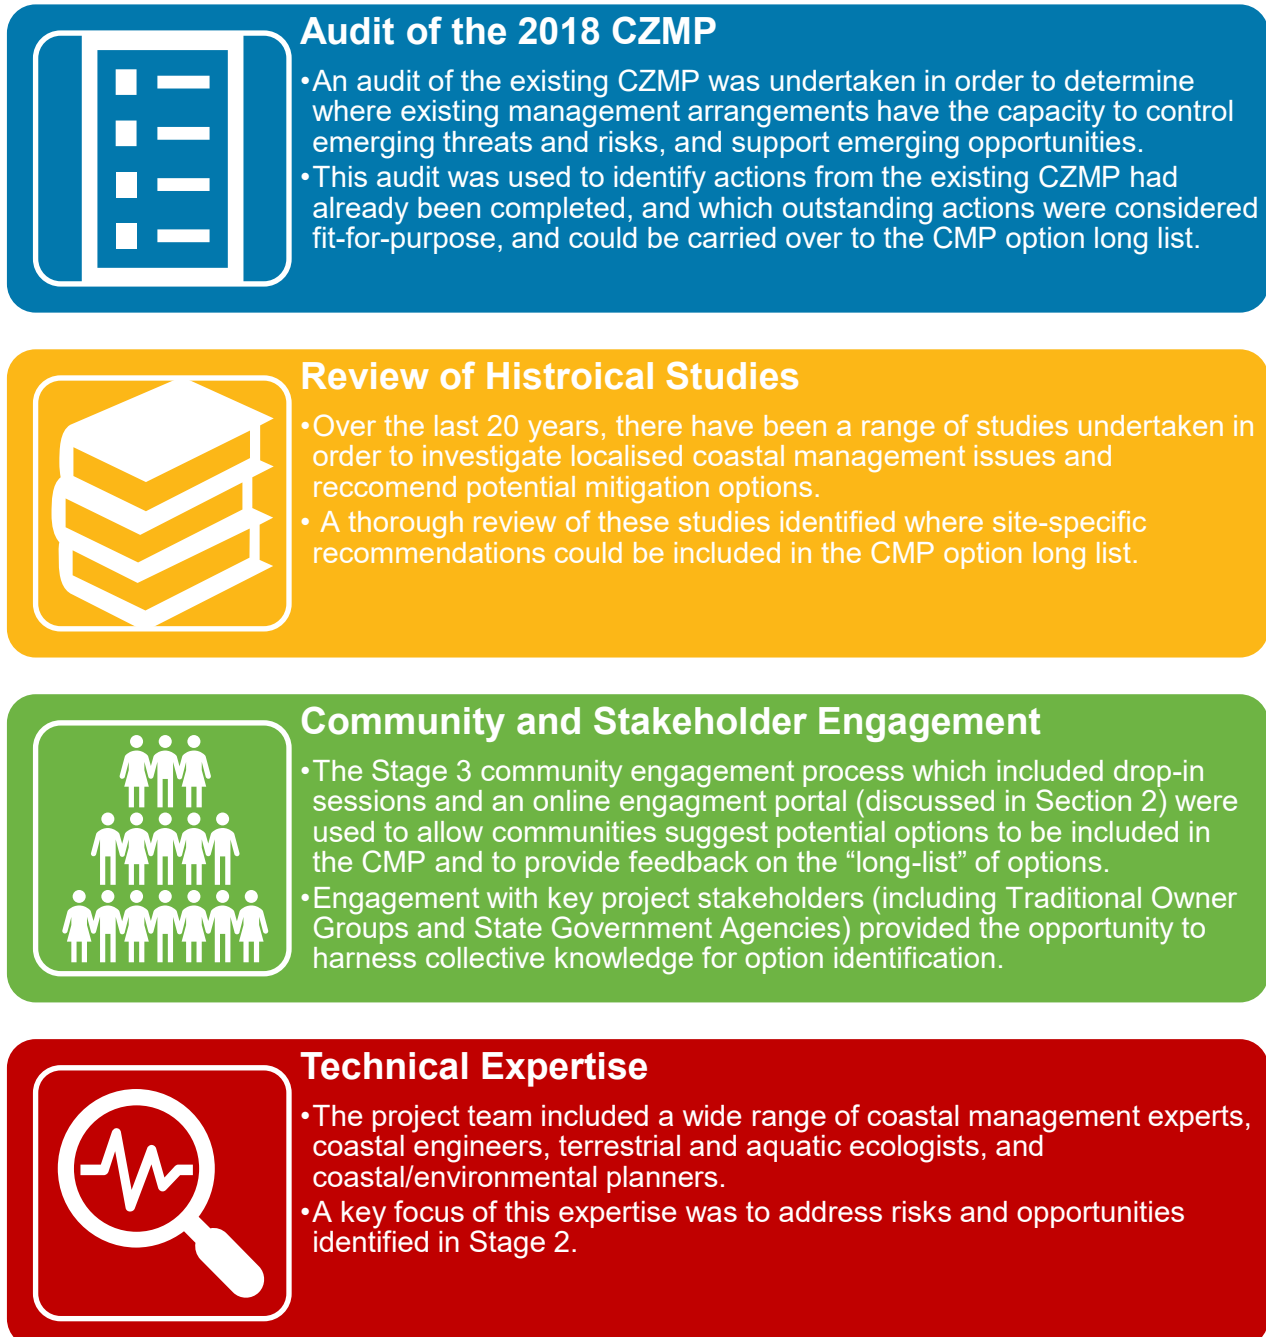 Audit of the 2018 CZMP
•An audit of the existing CZMP was undertaken in order to determine
where existing management arrangements have the capacity to control
emerging threats and risks, and support emerging opportunities.
•This audit was used to identify actions from the existing CZMP had
already been completed, and which outstanding actions were considered
fit-for-purpose, and could be carried over to the CMP option long list.
Review of Histroical Studies
•Over the last 20 years, there have been a range of studies undertaken in
order to investigate localised coastal management issues and
reccomend potential mitigation options.
• A thorough review of these studies identified where site-specific
recommendations could be included in the CMP option long list.
Community and Stakeholder Engagement
•The Stage 3 community engagement process which included drop-in
sessions and an online engagment portal (discussed in Section 2) were
used to allow communities suggest potential options to be included in
the CMP and to provide feedback on the “long-list” of options.
•Engagement with key project stakeholders (including Traditional Owner
Groups and State Government Agencies) provided the opportunity to
harness collective knowledge for option identification.
Technical Expertise
•The project team included a wide range of coastal management experts,
coastal engineers, terrestrial and aquatic ecologists, and
coastal/environmental planners.
•A key focus of this expertise was to address risks and opportunities
identified in Stage 2.